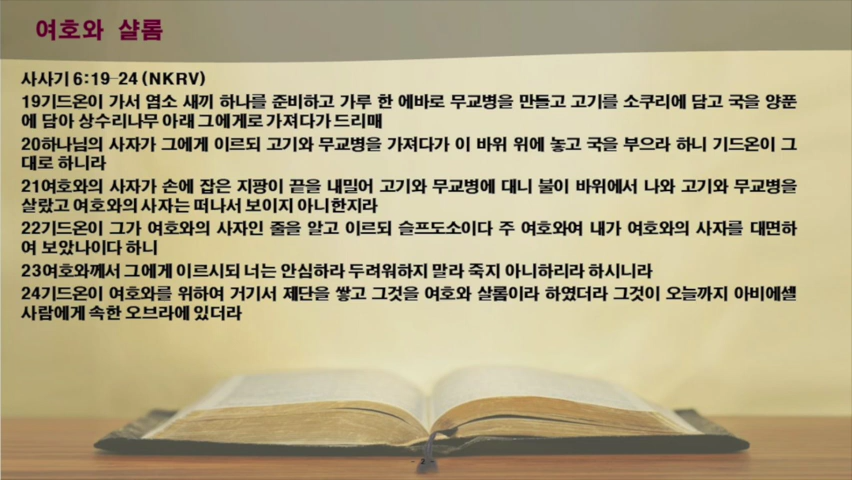 여호와 샬롬
사사기 6:19-24 (NKRV)
19기드온이 가서 염소 새끼 하나를 준비하고 가루 한 에바로 무교병을 만들고 고기를 소쿠리에 담고 국을 양푼
에 담아 상수리나무 아래 그에게로 가져다가 드리매
20하나님의 사자가 그에게 이르되 고기와 무교병을 가져다가 이 바위 위에 놓고 국을 부으라 하니 기드온이 그
대로 하니라
21여호와의 사자가 손에 잡은 지팡이 끝을 내밀어 고기와 무교병에 대니 불이 바위에서 나와 고기와 무교병을
살랐고 여호와의 사자는 떠나서 보이지 아니한지라
22기드온이 그가 여호와의 사자인 줄을 알고 이르되 슬프도소이다 주 여호와여 내가 여호와의 사자를 대면하
여 보았나이다 하니
23여호와께서 그에게 이르시되 너는 안심하라 두려워하지 말라 죽지 아니하리라 하시니라
24기드온이 여호와를 위하여 거기서 제단을 쌓고 그것을 여호와 샬롬이라 하였더라 그것이 오늘까지 아비에셀
사람에게 속한 오브라에 있더라